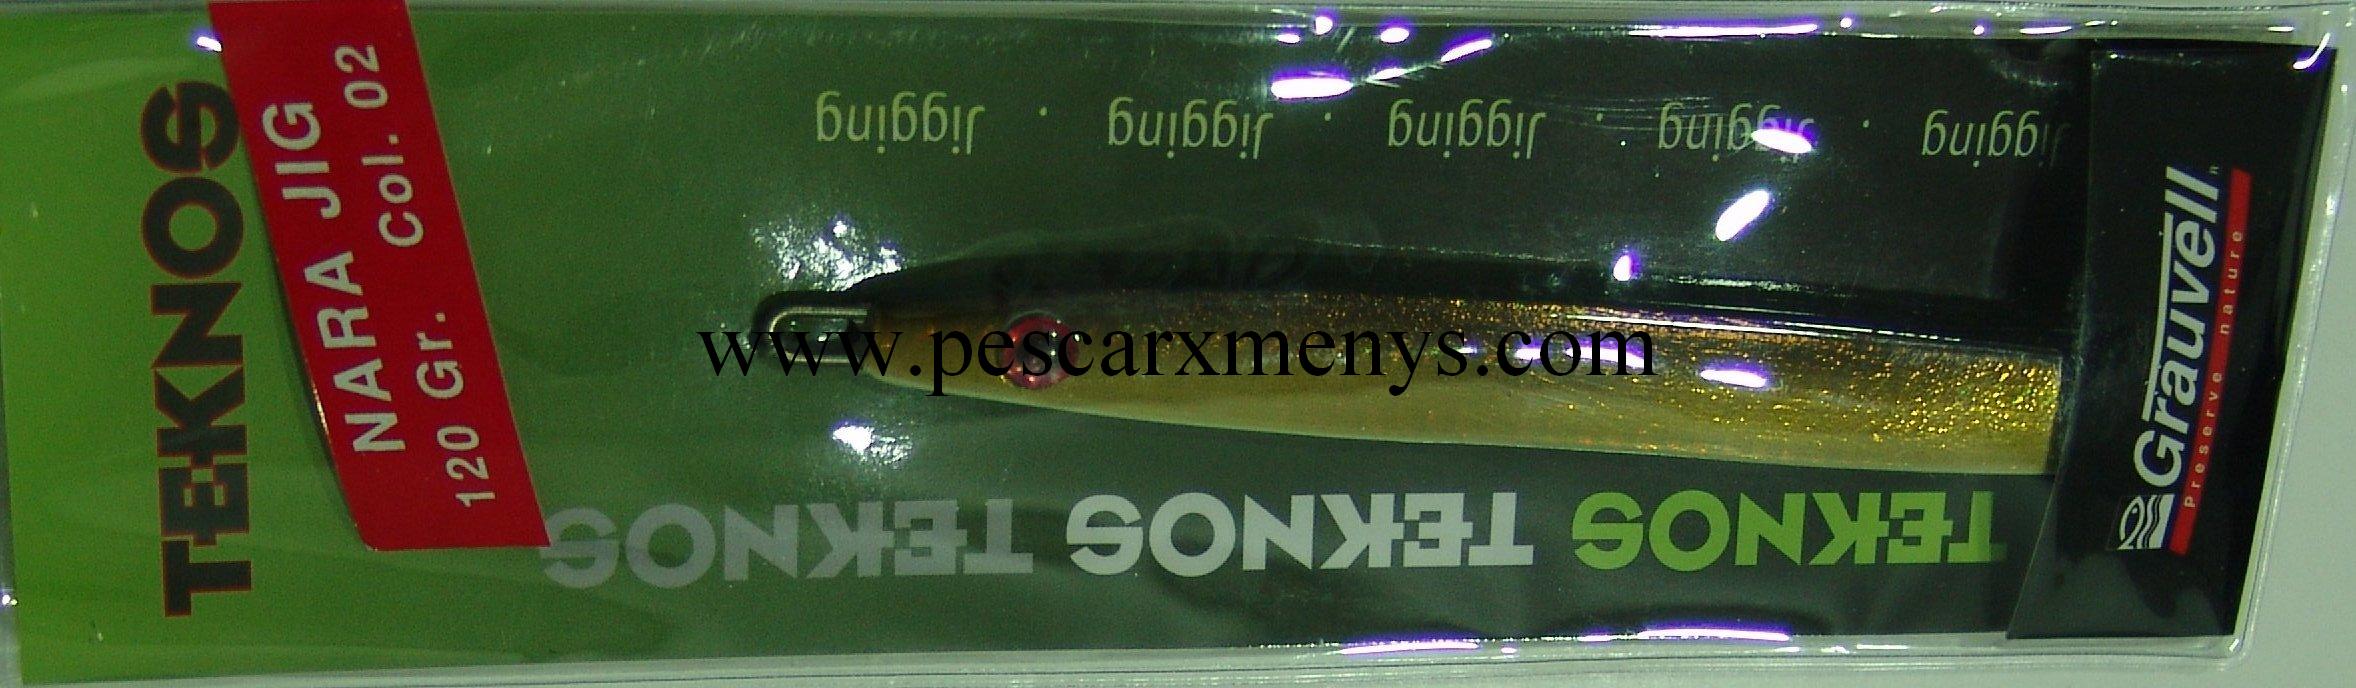 TEKNOS
NARA JIG
120 Gr. Col. 02
Jigging . Jigging . Jigging . Jigging . Jigging
www.pescarxmenys.com
TEKNOS TEKNOS TEKNOS
Grauvell R
Preserve nature